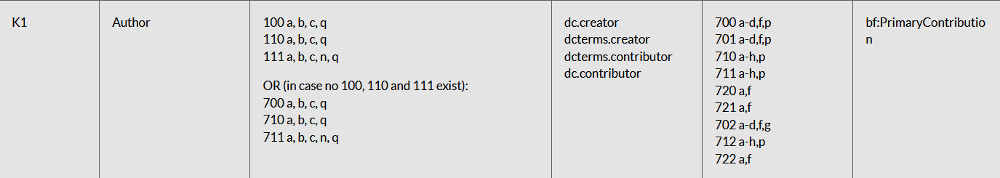 K1
Author
100 a, b, c, q
110 a, b, c, q
111 a, b, c, n, q
OR (in case no 100, 110 and 111 exist):
700 a, b, c, q
710 a, b, c, q
711 a, b, c, n, q
dc.creator
dcterms.creator
dcterms.contributor
dc.contributor
700 a-d,f,p
701 a-d,f,p
710 a-h,p
711 a-h,p
720 a,f
721 a,f
702 a-d,f,g
712 a-h,p
722 a,f
bf:PrimaryContributio
n